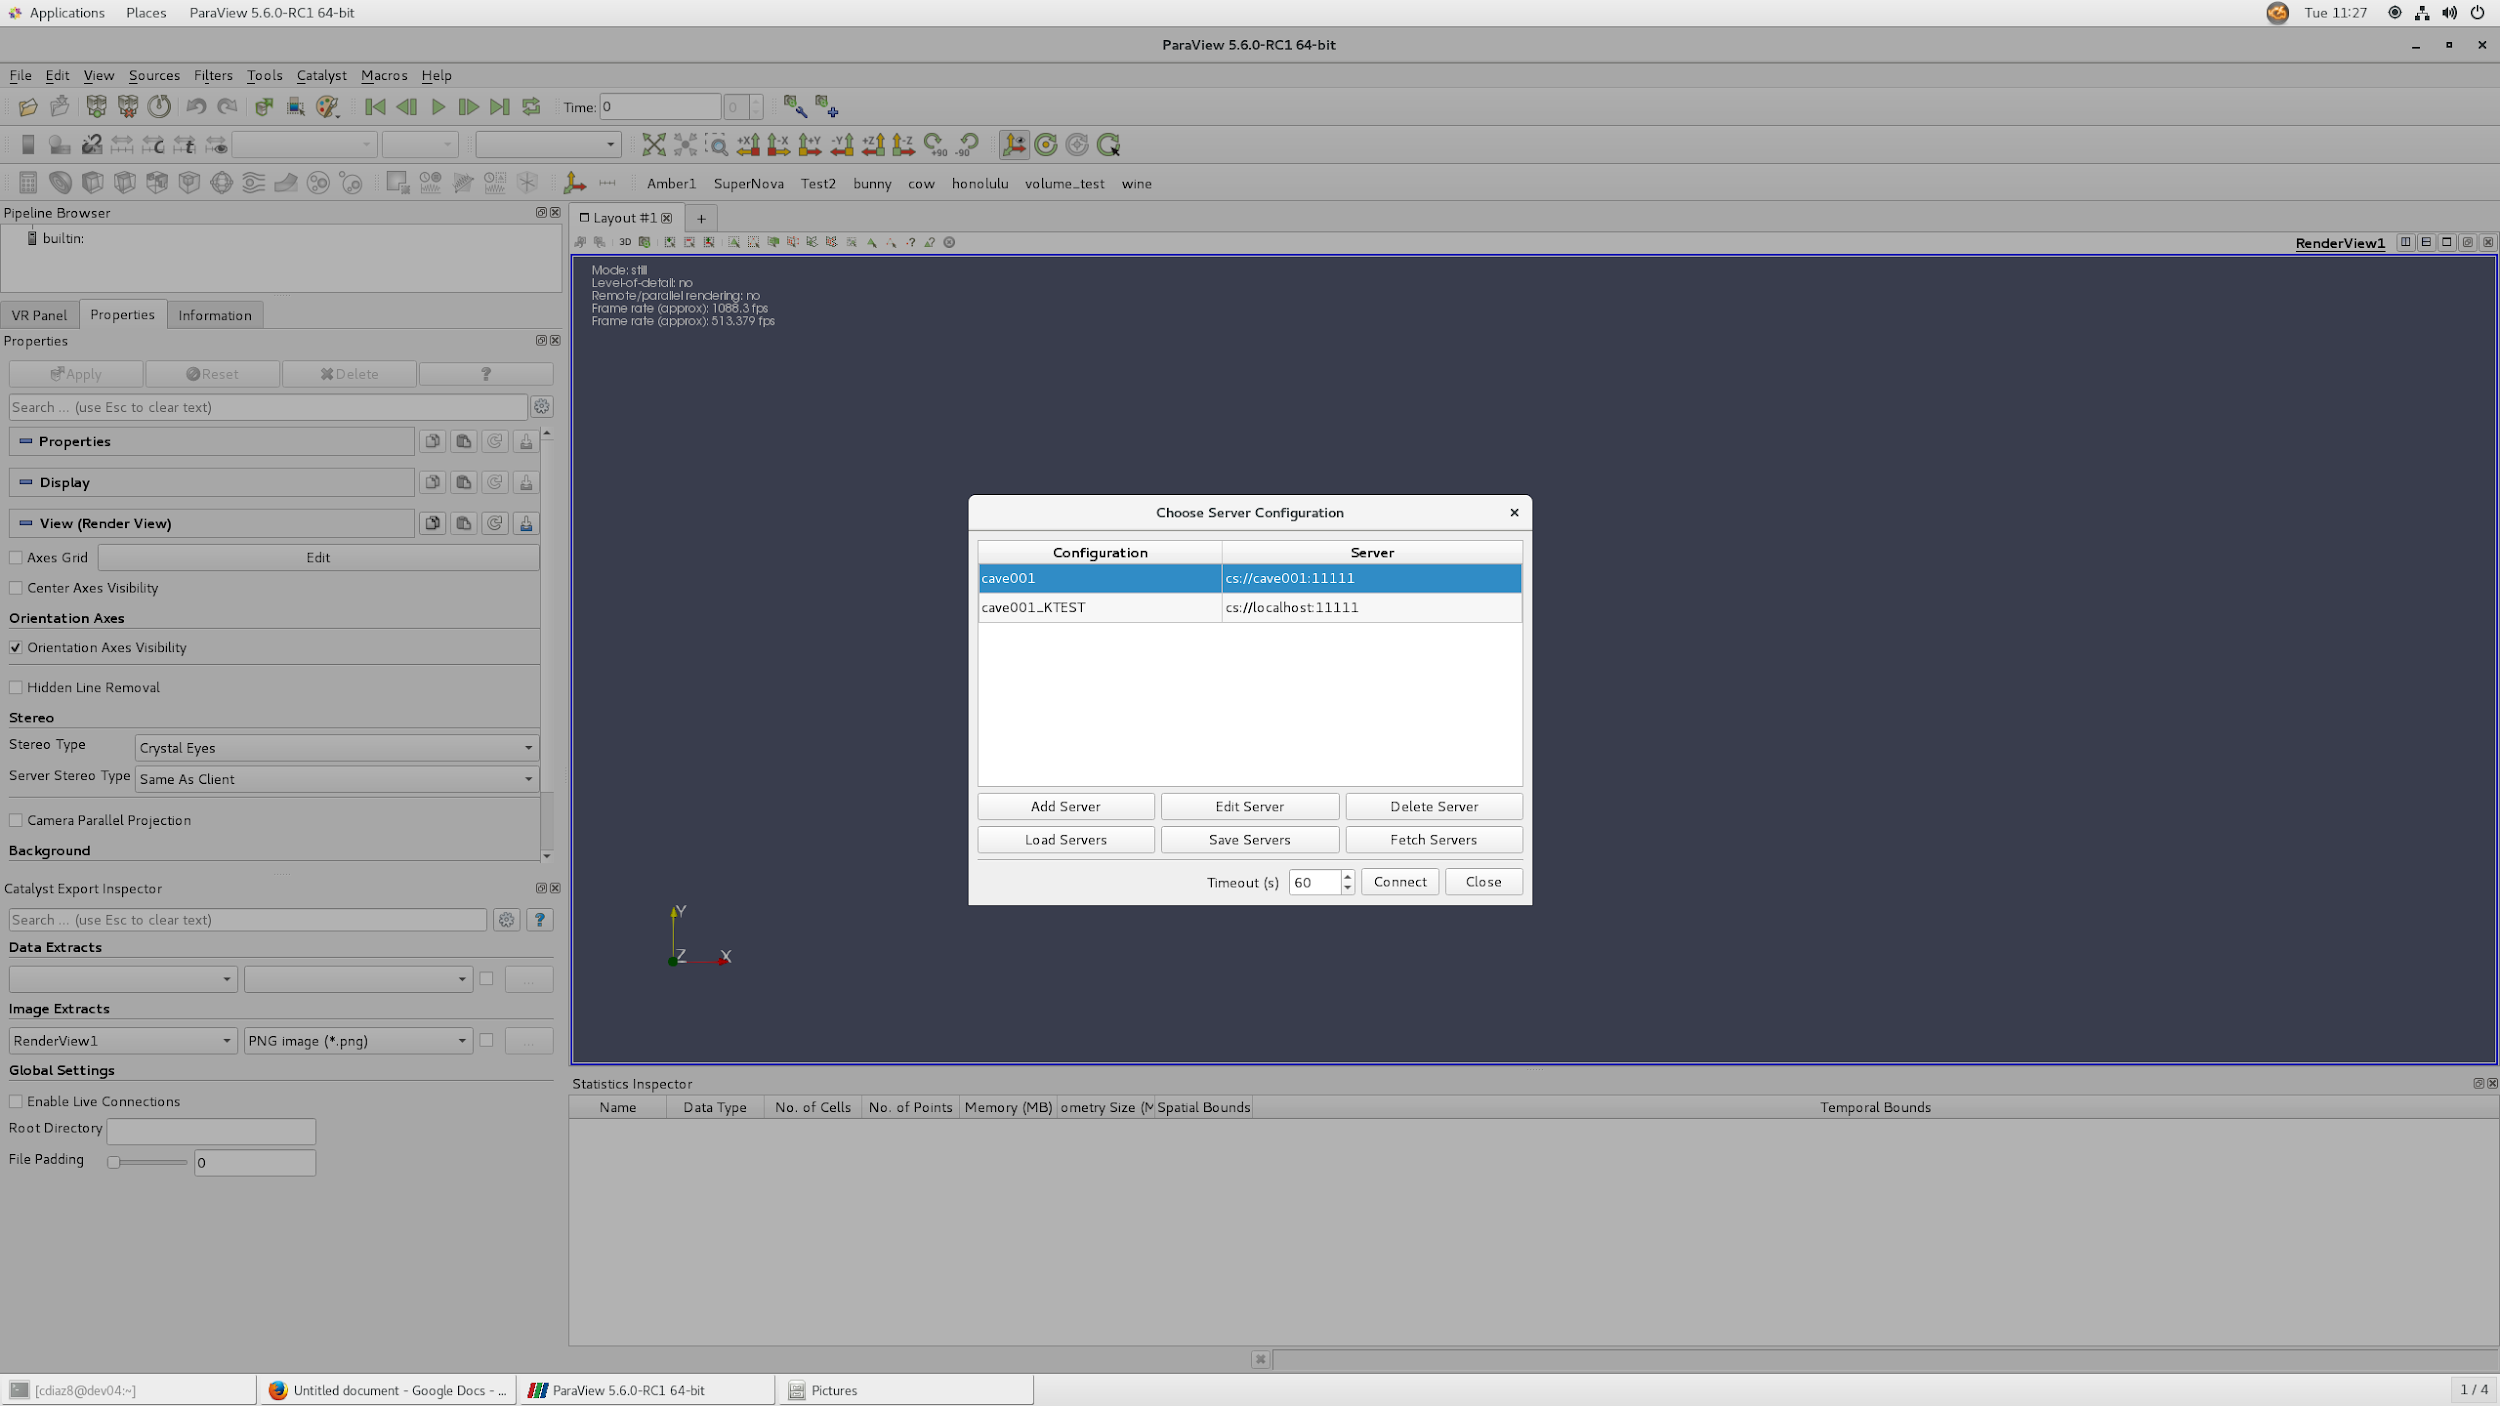 Applications Places ParaView 5.6.0-RC1 64-bit Tue 11:27
ParaView 5.6.0-RC1 64-bit
File Edit View Sources Filters Tools Catalyst Macros Help
Time: 0 0
+X -X +Y -Y +Z -Z +90 -90
Amber1 SuperNova Test2 bunny cow honolulu volume_test wine
Pipeline Browser
builtin:
Layout #1 +
3D
RenderView1
Mode: still
Level-of-detail: no
Remote/parallel rendering: no
Frame rate (approx): 1088.3 fps
Frame rate (approx): 513.379 fps
VR Panel Properties Information
Properties
Apply Reset Delete ?
Search ... (use Esc to clear text)
Properties
Display
View (Render View)
Axes Grid Edit
Center Axes Visibility
Orientation Axes
Orientation Axes Visibility
Hidden Line Removal
Stereo
Stereo Type Crystal Eyes
Server Stereo Type Same As Client
Camera Parallel Projection
Background
Choose Server Configuration
Configuration Server
cave001 cs://cave001:11111
cave001_KTEST cs://localhost:11111
Add Server Edit Server Delete Server
Load Servers Save Servers Fetch Servers
Timeout (s) 60 Connect Close
Y
Z X
Catalyst Export Inspector
Search ... (use Esc to clear text) ?
Data Extracts
...
Image Extracts
RenderView1 PNG image (*.png) ...
Global Settings
Enable Live Connections
Root Directory
File Padding 0
Statistics Inspector
Name Data Type No. of Cells No. of Points Memory (MB) ometry Size (M Spatial Bounds Temporal Bounds
[cdiaz8@dev04:~] Untitled document - Google Docs - ... ParaView 5.6.0-RC1 64-bit Pictures 1 / 4